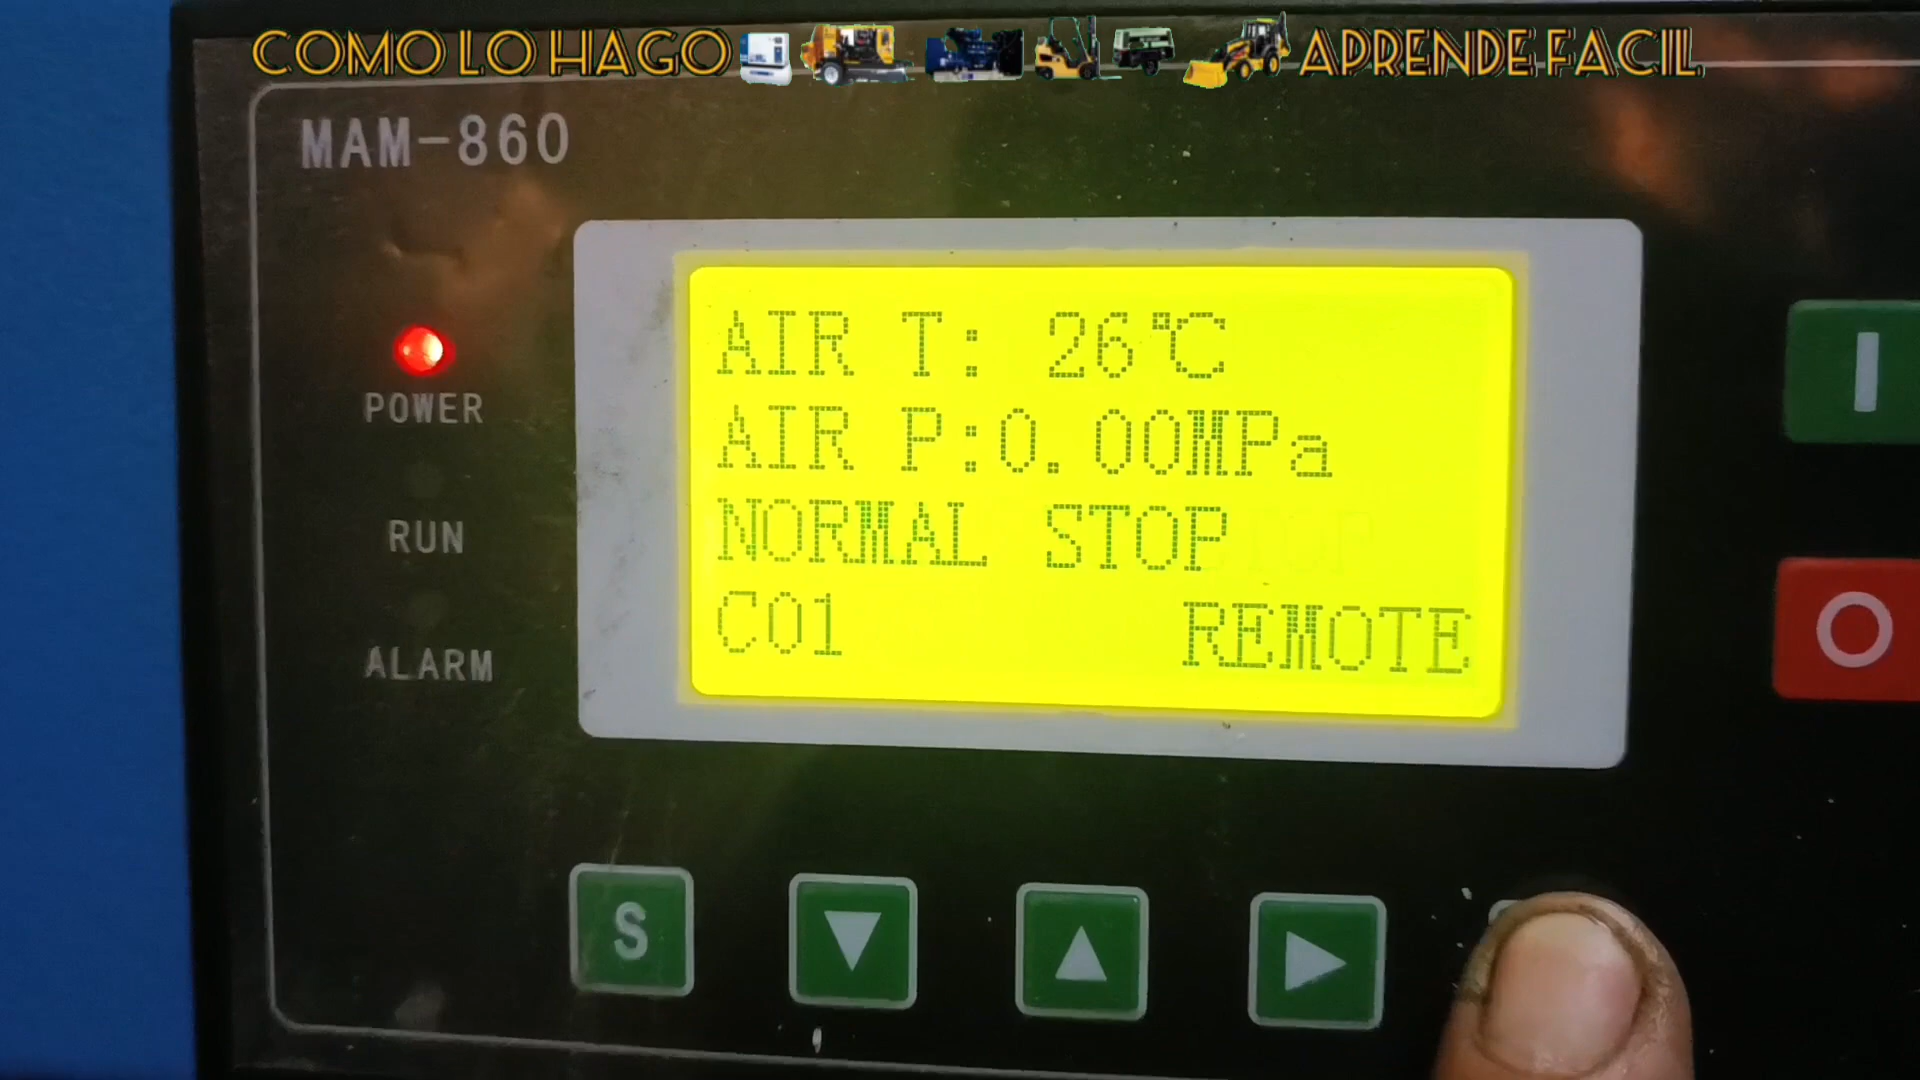 COMO LO HAGO APRENDE FACIL
MAM-860
AIR T: 26℃
AIR P:0.00MPa
NORMAL STOP
C01 REMOTE
POWER
RUN
ALARM
S